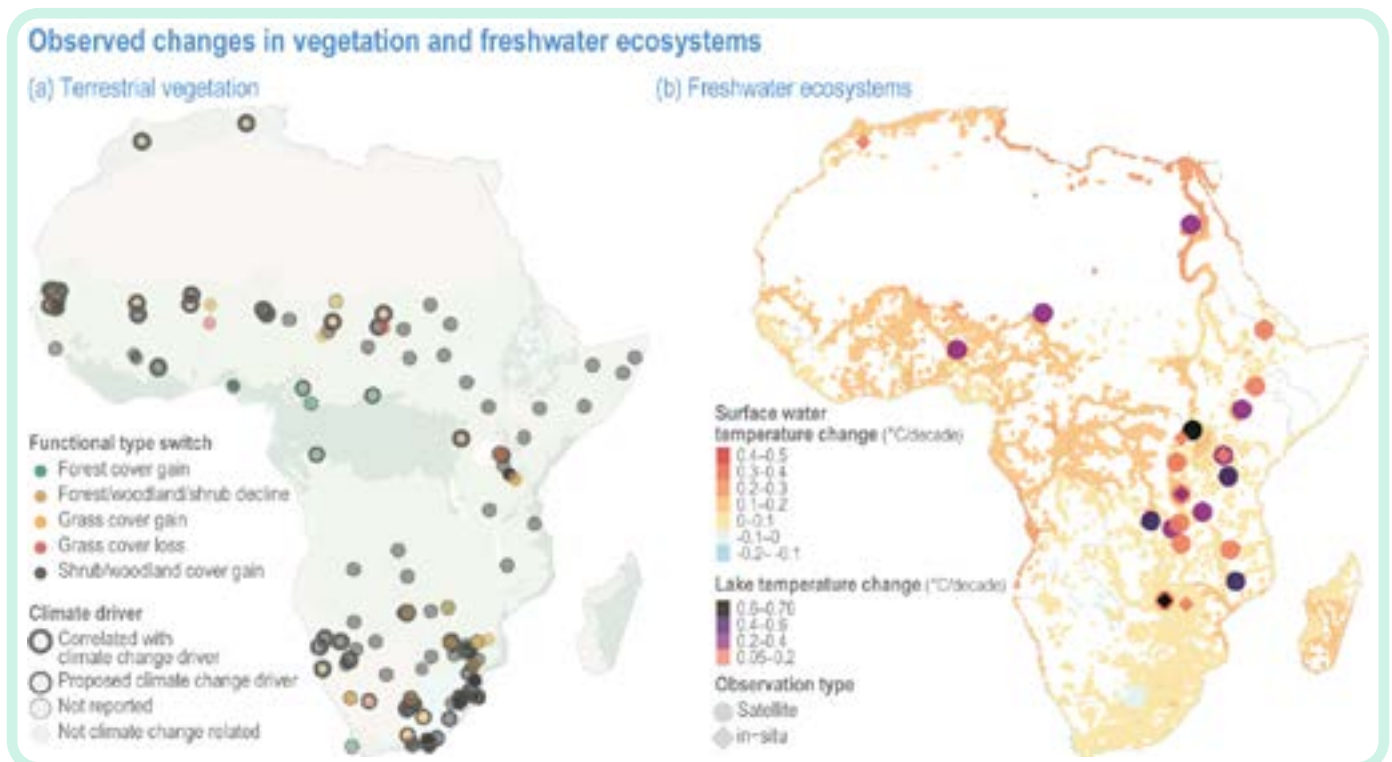 Observed changes in vegetation and freshwater ecosystems
(a) Terrestrial vegetation
Functional type switch
Forest cover gain
Forest/woodland/shrub decline
Grass cover gain
Grass cover loss
Shrub/woodland cover gain
Climate driver
Correlated with
climate change driver
Proposed climate change driver
Not reported
Not climate change related
(b) Freshwater ecosystems
Surface water
temperature change (°C/decade)
0.4–0.5
0.3–0.4
0.2–0.3
0.1–0.2
0–0.1
-0.1–0
-0.2– -0.1
Lake temperature change (°C/decade)
0.6–0.76
0.4–0.6
0.2–0.4
0.05–0.2
Observation type
Satellite
in−situ